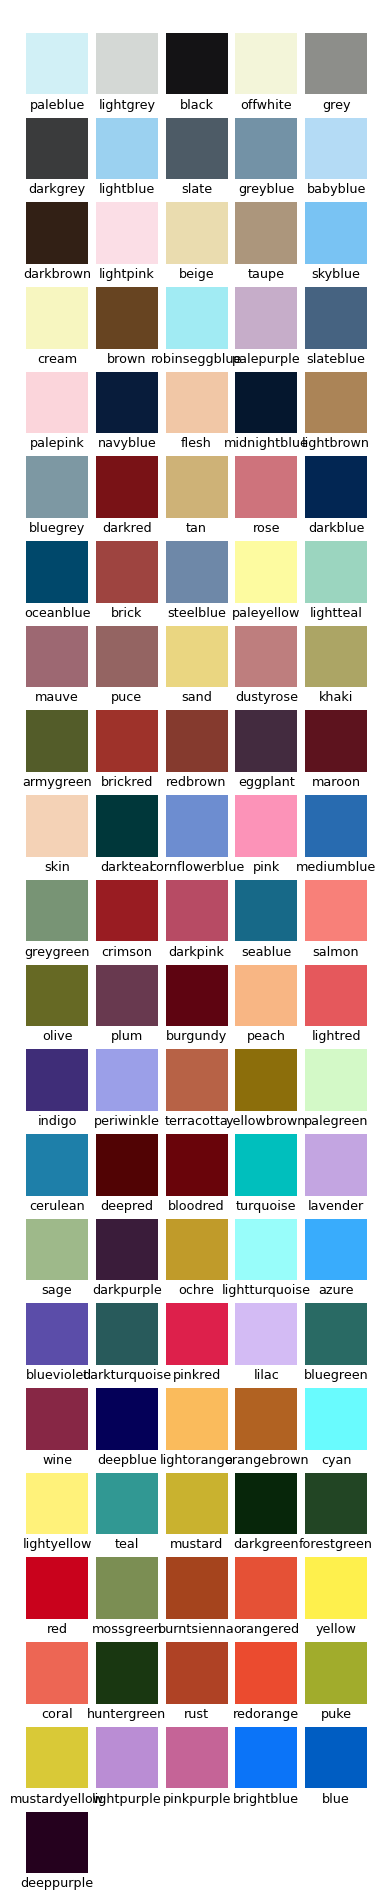 paleblue lightgrey black offwhite grey
darkgrey lightblue slate greyblue babyblue
darkbrown lightpink beige taupe skyblue
cream brown robinseggblue palepurple slateblue
palepink navyblue flesh midnightblue lightbrown
bluegrey darkred tan rose darkblue
oceanblue brick steelblue paleyellow lightteal
mauve puce sand dustyrose khaki
armygreen brickred redbrown eggplant maroon
skin darkteal cornflowerblue pink mediumblue
greygreen crimson darkpink seablue salmon
olive plum burgundy peach lightred
indigo periwinkle terracotta yellowbrown palegreen
cerulean deepred bloodred turquoise lavender
sage darkpurple ochre lightturquoise azure
blueviolet darkturquoise pinkred lilac bluegreen
wine deepblue lightorange orangebrown cyan
lightyellow teal mustard darkgreen forestgreen
red mossgreen burntsienna orangered yellow
coral huntergreen rust redorange puke
mustardyellow lightpurple pinkpurple brightblue blue
deeppurple